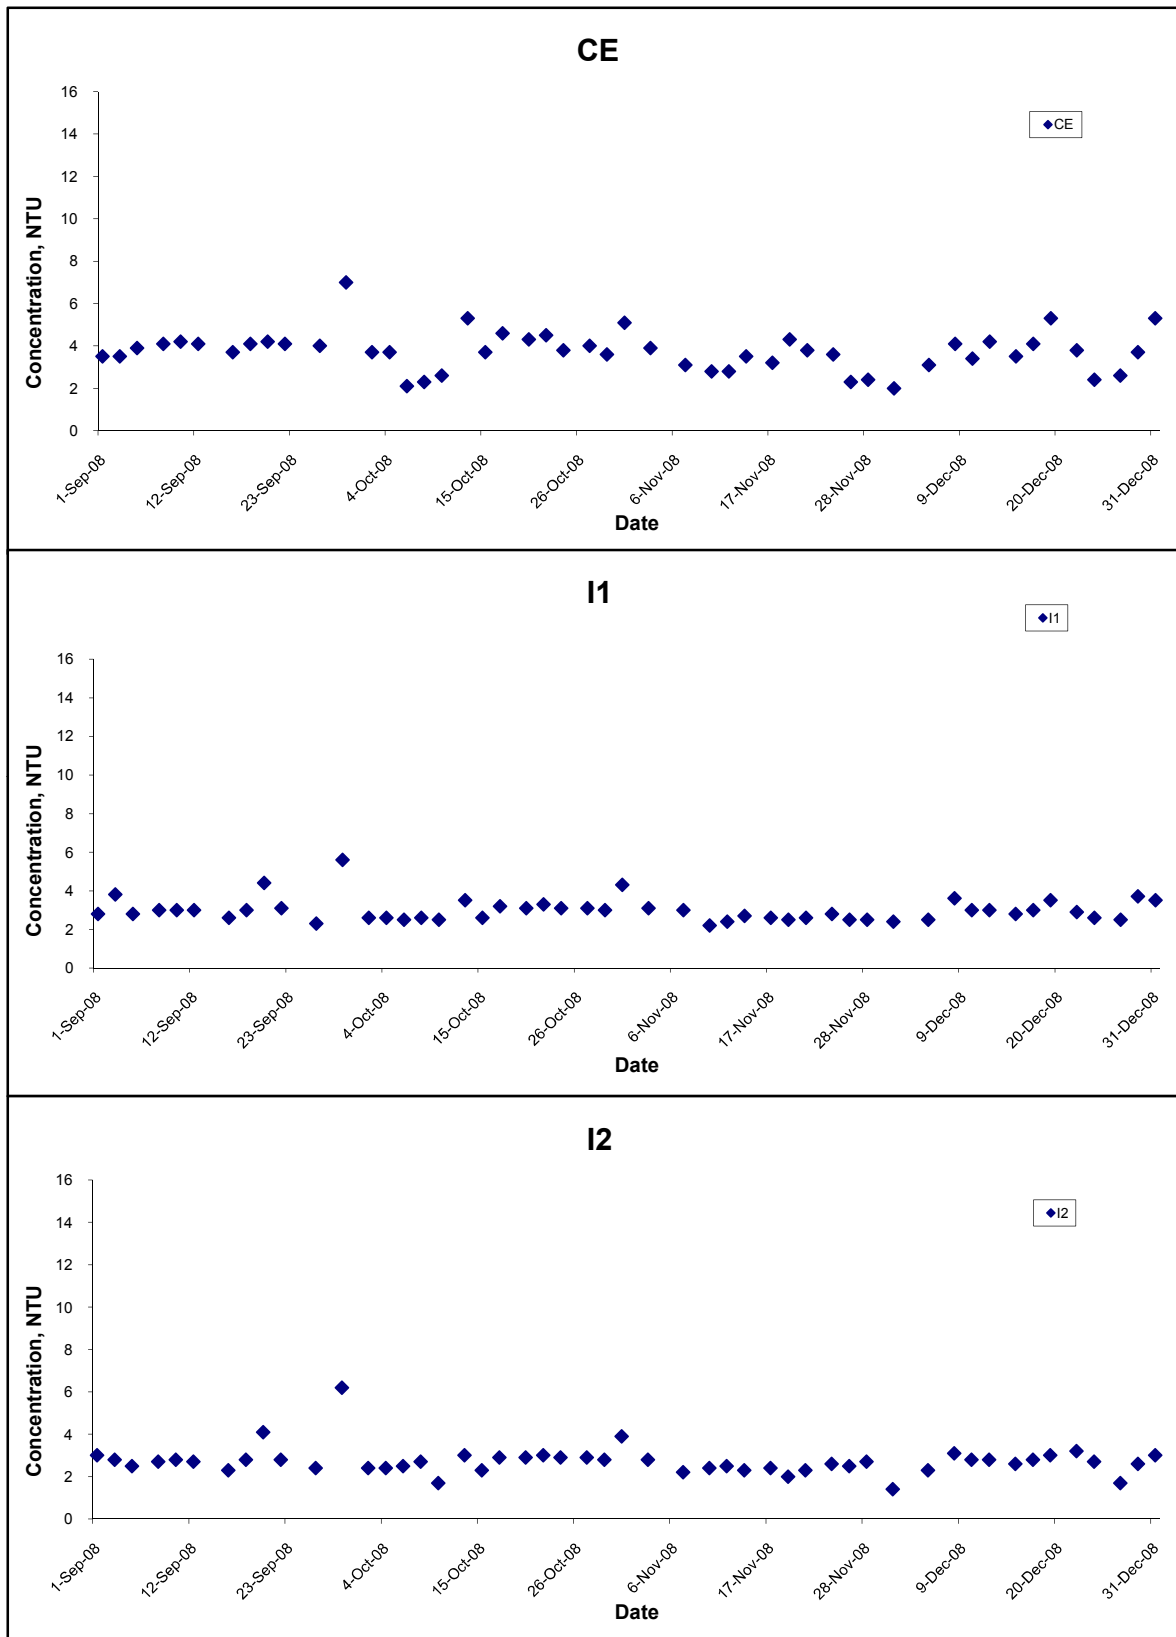 CE
16
14
12
10
8
6
4
2
0
Concentration, NTU
CE
1-Sep-08
12-Sep-08
23-Sep-08
4-Oct-08
15-Oct-08
26-Oct-08
6-Nov-08
17-Nov-08
28-Nov-08
9-Dec-08
20-Dec-08
31-Dec-08
Date
I1
I1
16
14
12
10
8
6
4
2
0
Concentration, NTU
1-Sep-08
12-Sep-08
23-Sep-08
4-Oct-08
15-Oct-08
26-Oct-08
6-Nov-08
17-Nov-08
28-Nov-08
9-Dec-08
20-Dec-08
31-Dec-08
Date
I2
16
14
12
10
8
6
4
2
0
Concentration, NTU
I2
1-Sep-08
12-Sep-08
23-Sep-08
4-Oct-08
15-Oct-08
26-Oct-08
6-Nov-08
17-Nov-08
28-Nov-08
9-Dec-08
20-Dec-08
31-Dec-08
Date